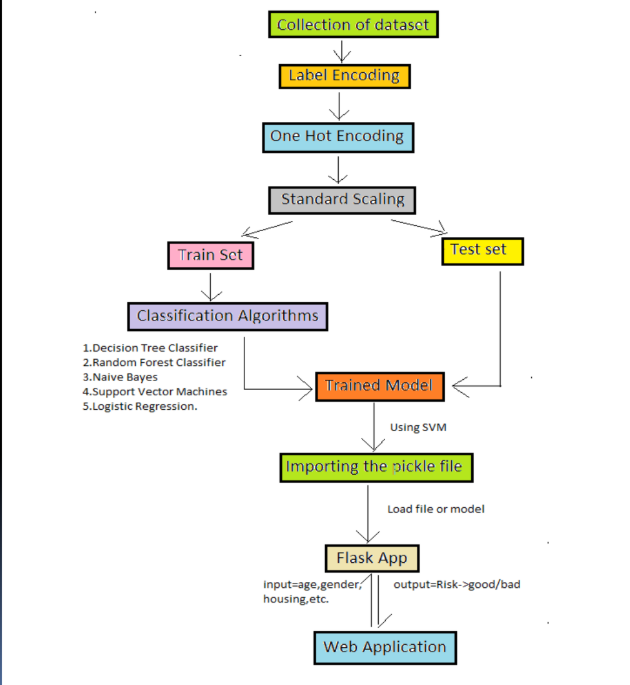 Collection of dataset
Label Encoding
One Hot Encoding
Standard Scaling
Train Set
Test set
Classification Algorithms
1.Decision Tree Classifier
2.Random Forest Classifier
3.Naive Bayes
4.Support Vector Machines
5.Logistic Regression.
Trained Model
Using SVM
Importing the pickle file
Load file or model
Flask App
input=age,gender,
housing,etc.
output=Risk->good/bad
Web Application